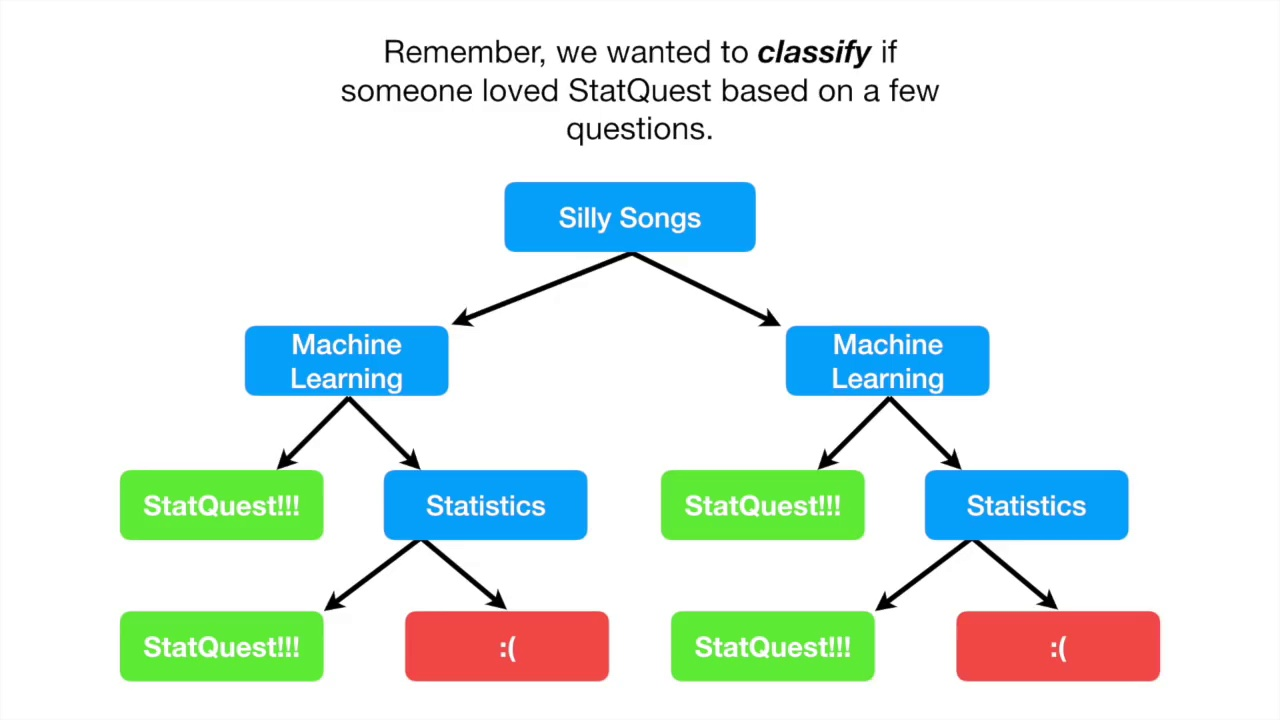 Remember, we wanted to classify if
someone loved StatQuest based on a few
questions.
Silly Songs
Machine
Learning
Machine
Learning
StatQuest!!!
Statistics
StatQuest!!!
Statistics
StatQuest!!!
:(
StatQuest!!!
:(